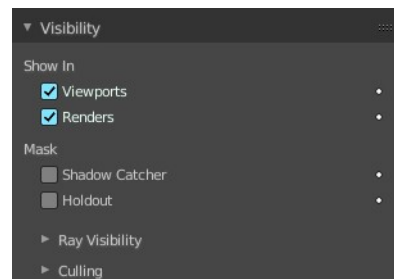 Visibility
Show In
Viewports
Renders
Mask
Shadow Catcher
Holdout
Ray Visibility
Culling